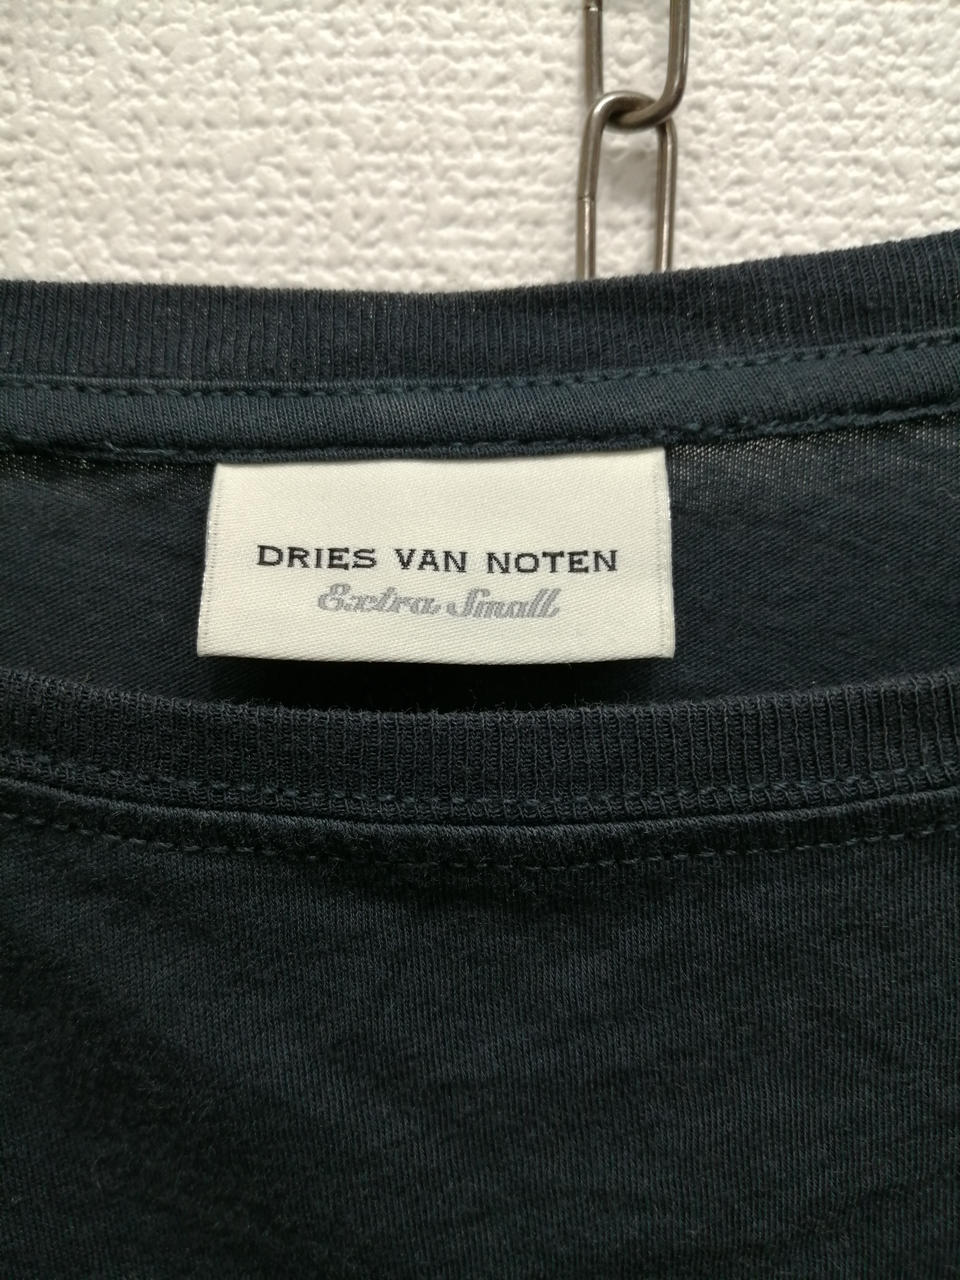 DRIES VAN NOTEN
Extra Small